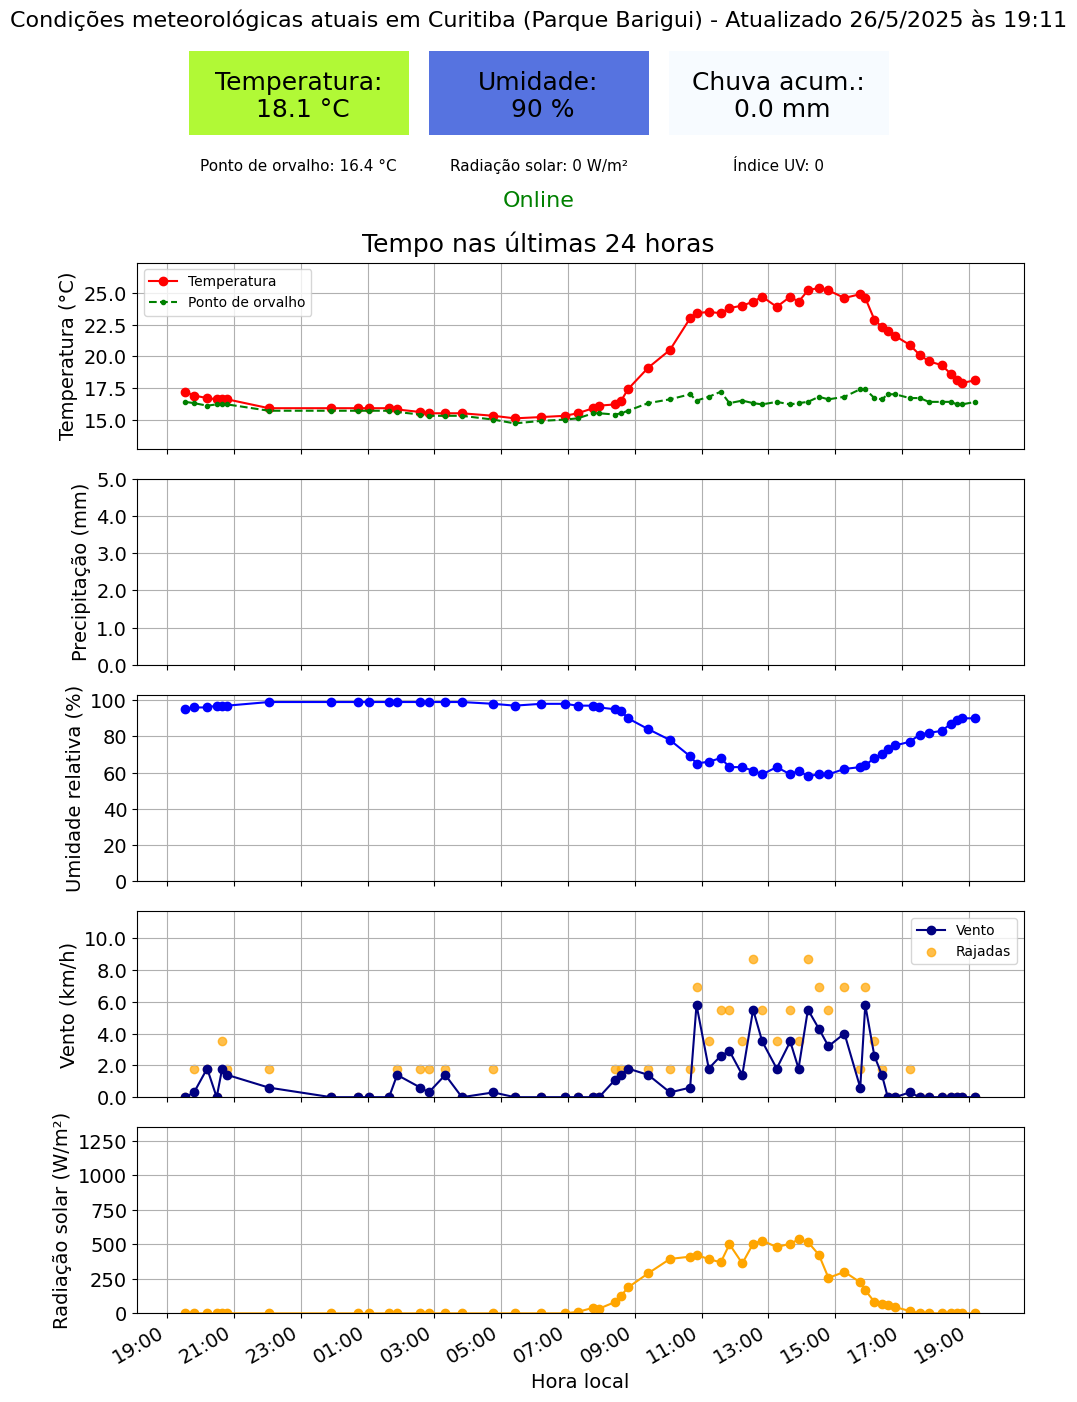 Condições meteorológicas atuais em Curitiba (Parque Barigui) - Atualizado 26/5/2025 às 19:11
Temperatura:
18.1 °C
Umidade:
90 %
Chuva acum.:
0.0 mm
Ponto de orvalho: 16.4 °C
Radiação solar: 0 W/m²
Índice UV: 0
Online
Tempo nas últimas 24 horas
Temperatura (°C)
25.0
22.5
20.0
17.5
15.0
Temperatura
Ponto de orvalho
Precipitação (mm)
5.0
4.0
3.0
2.0
1.0
0.0
Umidade relativa (%)
100
80
60
40
20
0
Vento (km/h)
10.0
8.0
6.0
4.0
2.0
0.0
Vento
Rajadas
Radiação solar (W/m²)
1250
1000
750
500
250
0
19:00
21:00
23:00
01:00
03:00
05:00
07:00
09:00
11:00
13:00
15:00
17:00
19:00
Hora local